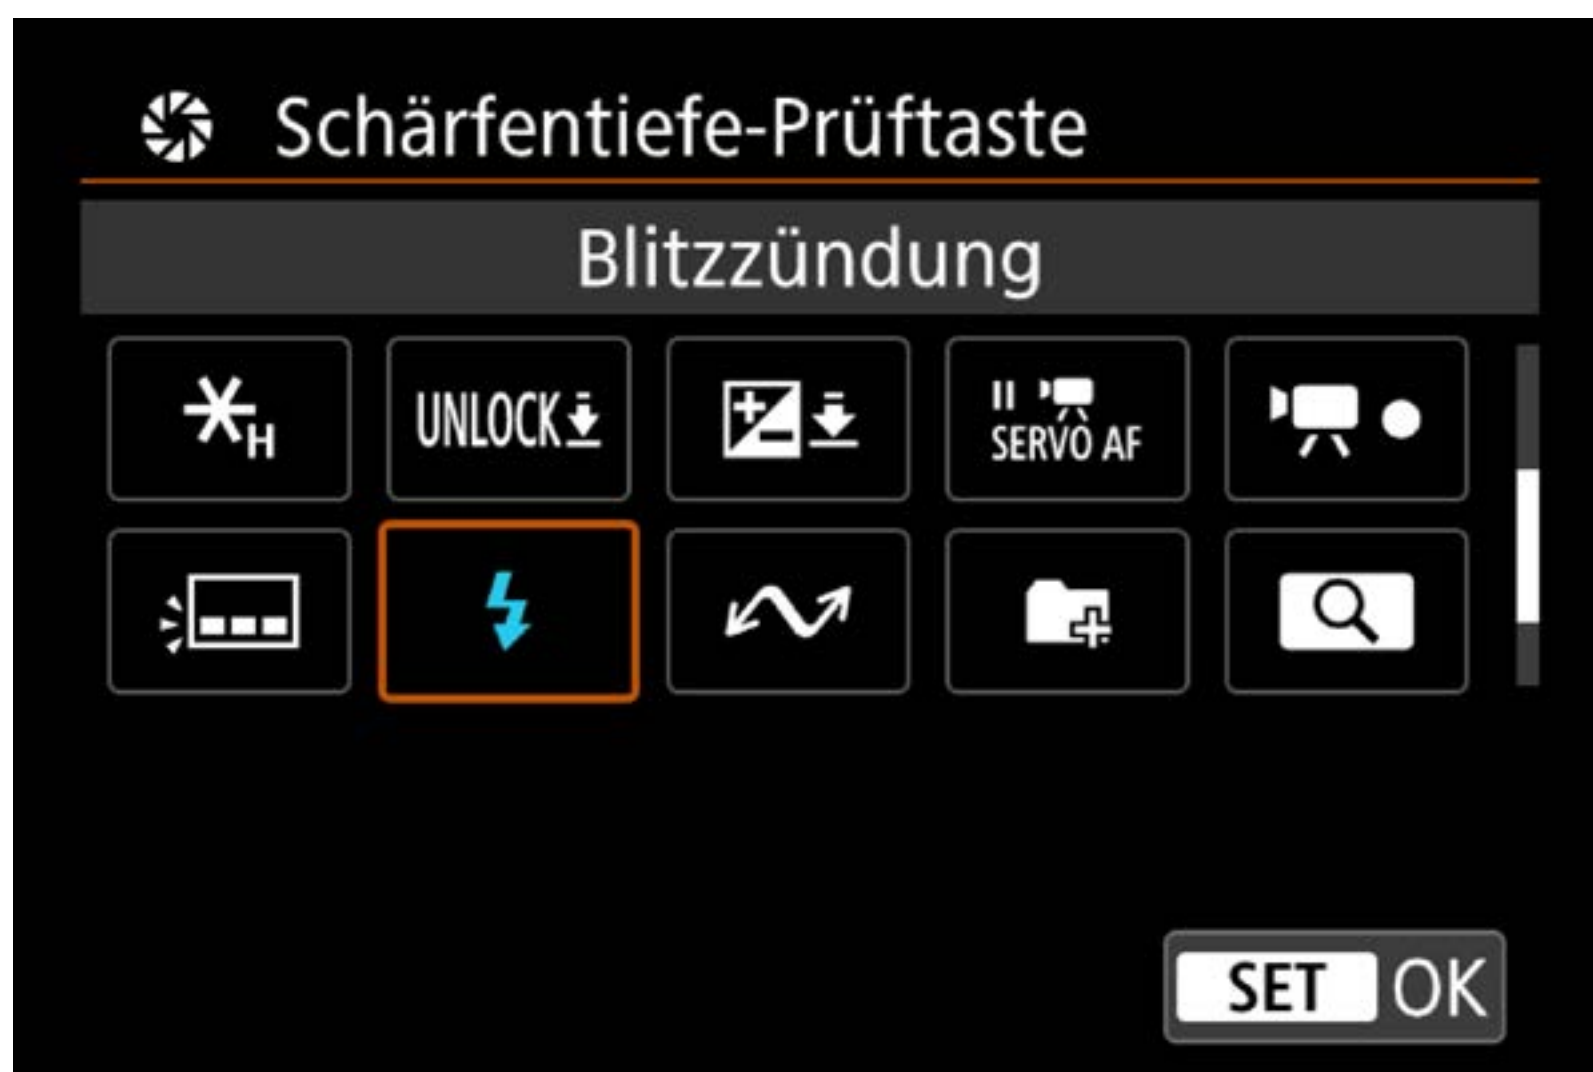 Schärfentiefe-Prüftaste
Blitzzündung
*H
UNLOCK
SERVO AF
SET OK